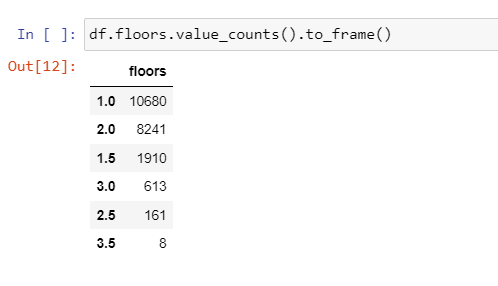 In [ ]: df.floors.value_counts().to_frame()
Out[12]:
floors
1.0 10680
2.0 8241
1.5 1910
3.0 613
2.5 161
3.5 8